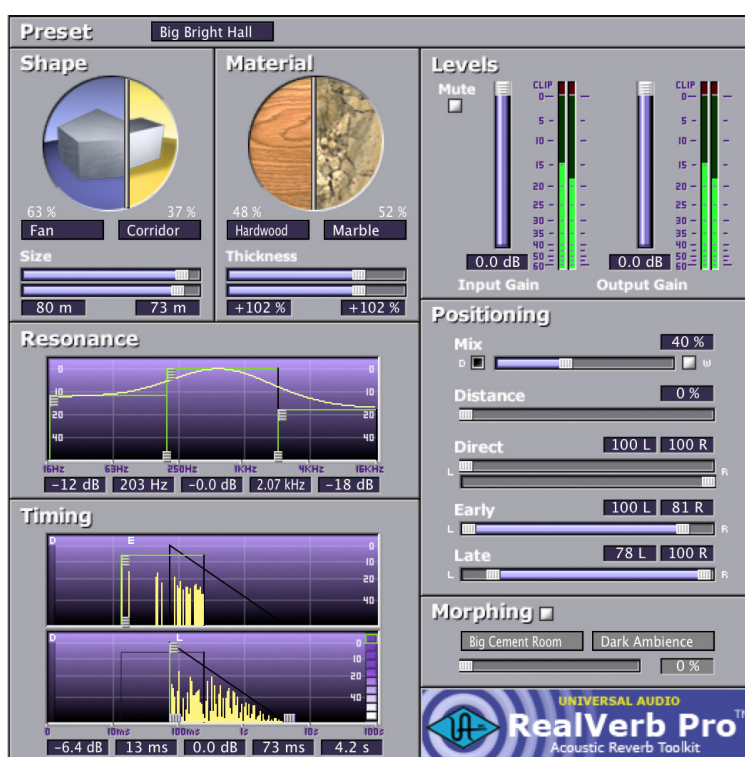 Preset Big Bright Hall
Shape
63 % 37 %
Fan Corridor
Size
80 m 73 m
Material
48 % 52 %
Hardwood Marble
Thickness
+102 % +102 %
Levels
Mute
CLIP CLIP
0 0
5 5
10 10
15 15
20 20
25 25
30 30
35 35
40 40
50 50
60 60
0.0 dB 0.0 dB
Input Gain Output Gain
Resonance
0 0
10 10
20 20
40 40
16Hz 63Hz 250Hz 1KHz 4KHz 16KHz
-12 dB 203 Hz -0.0 dB 2.07 kHz -18 dB
Positioning
Mix 40 %
D W
Distance 0 %
Direct 100 L 100 R
L R
Early 100 L 81 R
L R
Late 78 L 100 R
L R
Timing
D E
0
10
20
40
D L
0
10
20
40
0 10ms 100ms 1s 10s 100s
-6.4 dB 13 ms 0.0 dB 73 ms 4.2 s
Morphing
Big Cement Room Dark Ambience
0 %
UNIVERSAL AUDIO
UA
RealVerb Pro™
Acoustic Reverb Toolkit